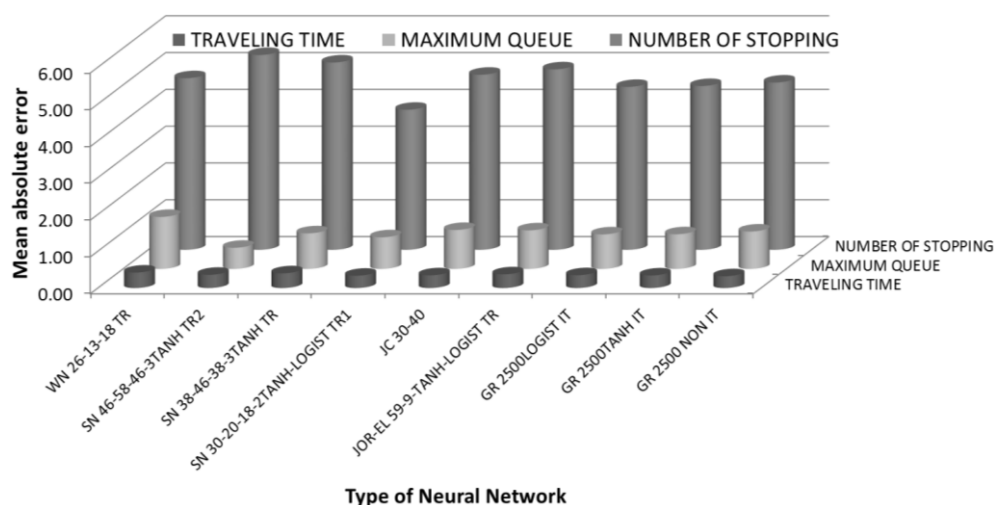 TRAVELING TIME MAXIMUM QUEUE NUMBER OF STOPPING
6.00
5.00
4.00
3.00
2.00
1.00
0.00
Mean absolute error
NUMBER OF STOPPING
MAXIMUM QUEUE
TRAVELING TIME
WN 26-13-18 TR
SN 46-58-46-3TANH TR2
SN 38-46-38-3TANH TR
SN 30-20-18-2TANH-LOGIST TR1
JC 30-40
JOR-EL 59-9-TANH-LOGIST TR
GR 2500LOGIST IT
GR 2500TANH IT
GR 2500 NON IT
Type of Neural Network